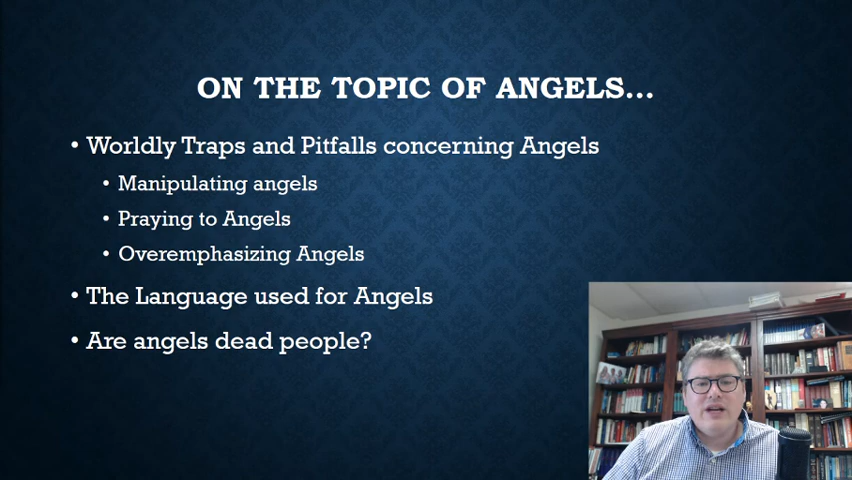 ON THE TOPIC OF ANGELS...
• Worldly Traps and Pitfalls concerning Angels
• Manipulating angels
• Praying to Angels
• Overemphasizing Angels
• The Language used for Angels
• Are angels dead people?